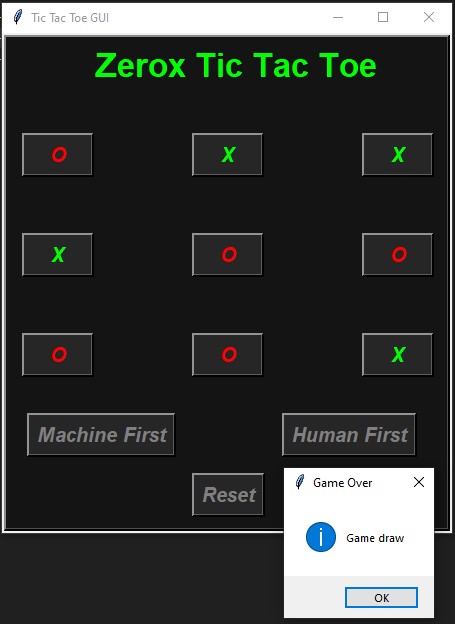 Tic Tac Toe GUI
Zerox Tic Tac Toe
O X X
X O O
O O X
Machine First Human First
Reset
Game Over
Game draw
OK